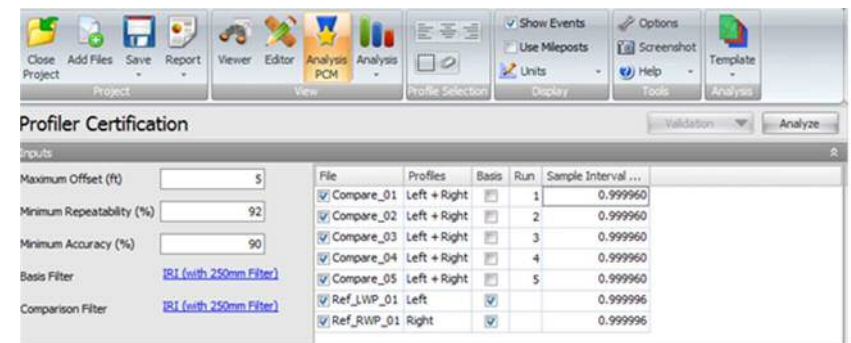 Close Project Add Files Save Report Viewer Editor Analysis PCM Analysis Show Events Use Mileposts Units Options Screenshot Help Template
Project View Profile Selection Display Tools Analysis
Profiler Certification Validation Analyze
Inputs
Maximum Offset (ft) 5
Minimum Repeatability (%) 92
Minimum Accuracy (%) 90
Basis Filter IRI (with 250mm Filter)
Comparison Filter IRI (with 250mm Filter)
File Profiles Basis Run Sample Interval ...
Compare_01 Left + Right 1 0.999960
Compare_02 Left + Right 2 0.999960
Compare_03 Left + Right 3 0.999960
Compare_04 Left + Right 4 0.999960
Compare_05 Left + Right 5 0.999960
Ref_LWP_01 Left 0.999996
Ref_RWP_01 Right 0.999996